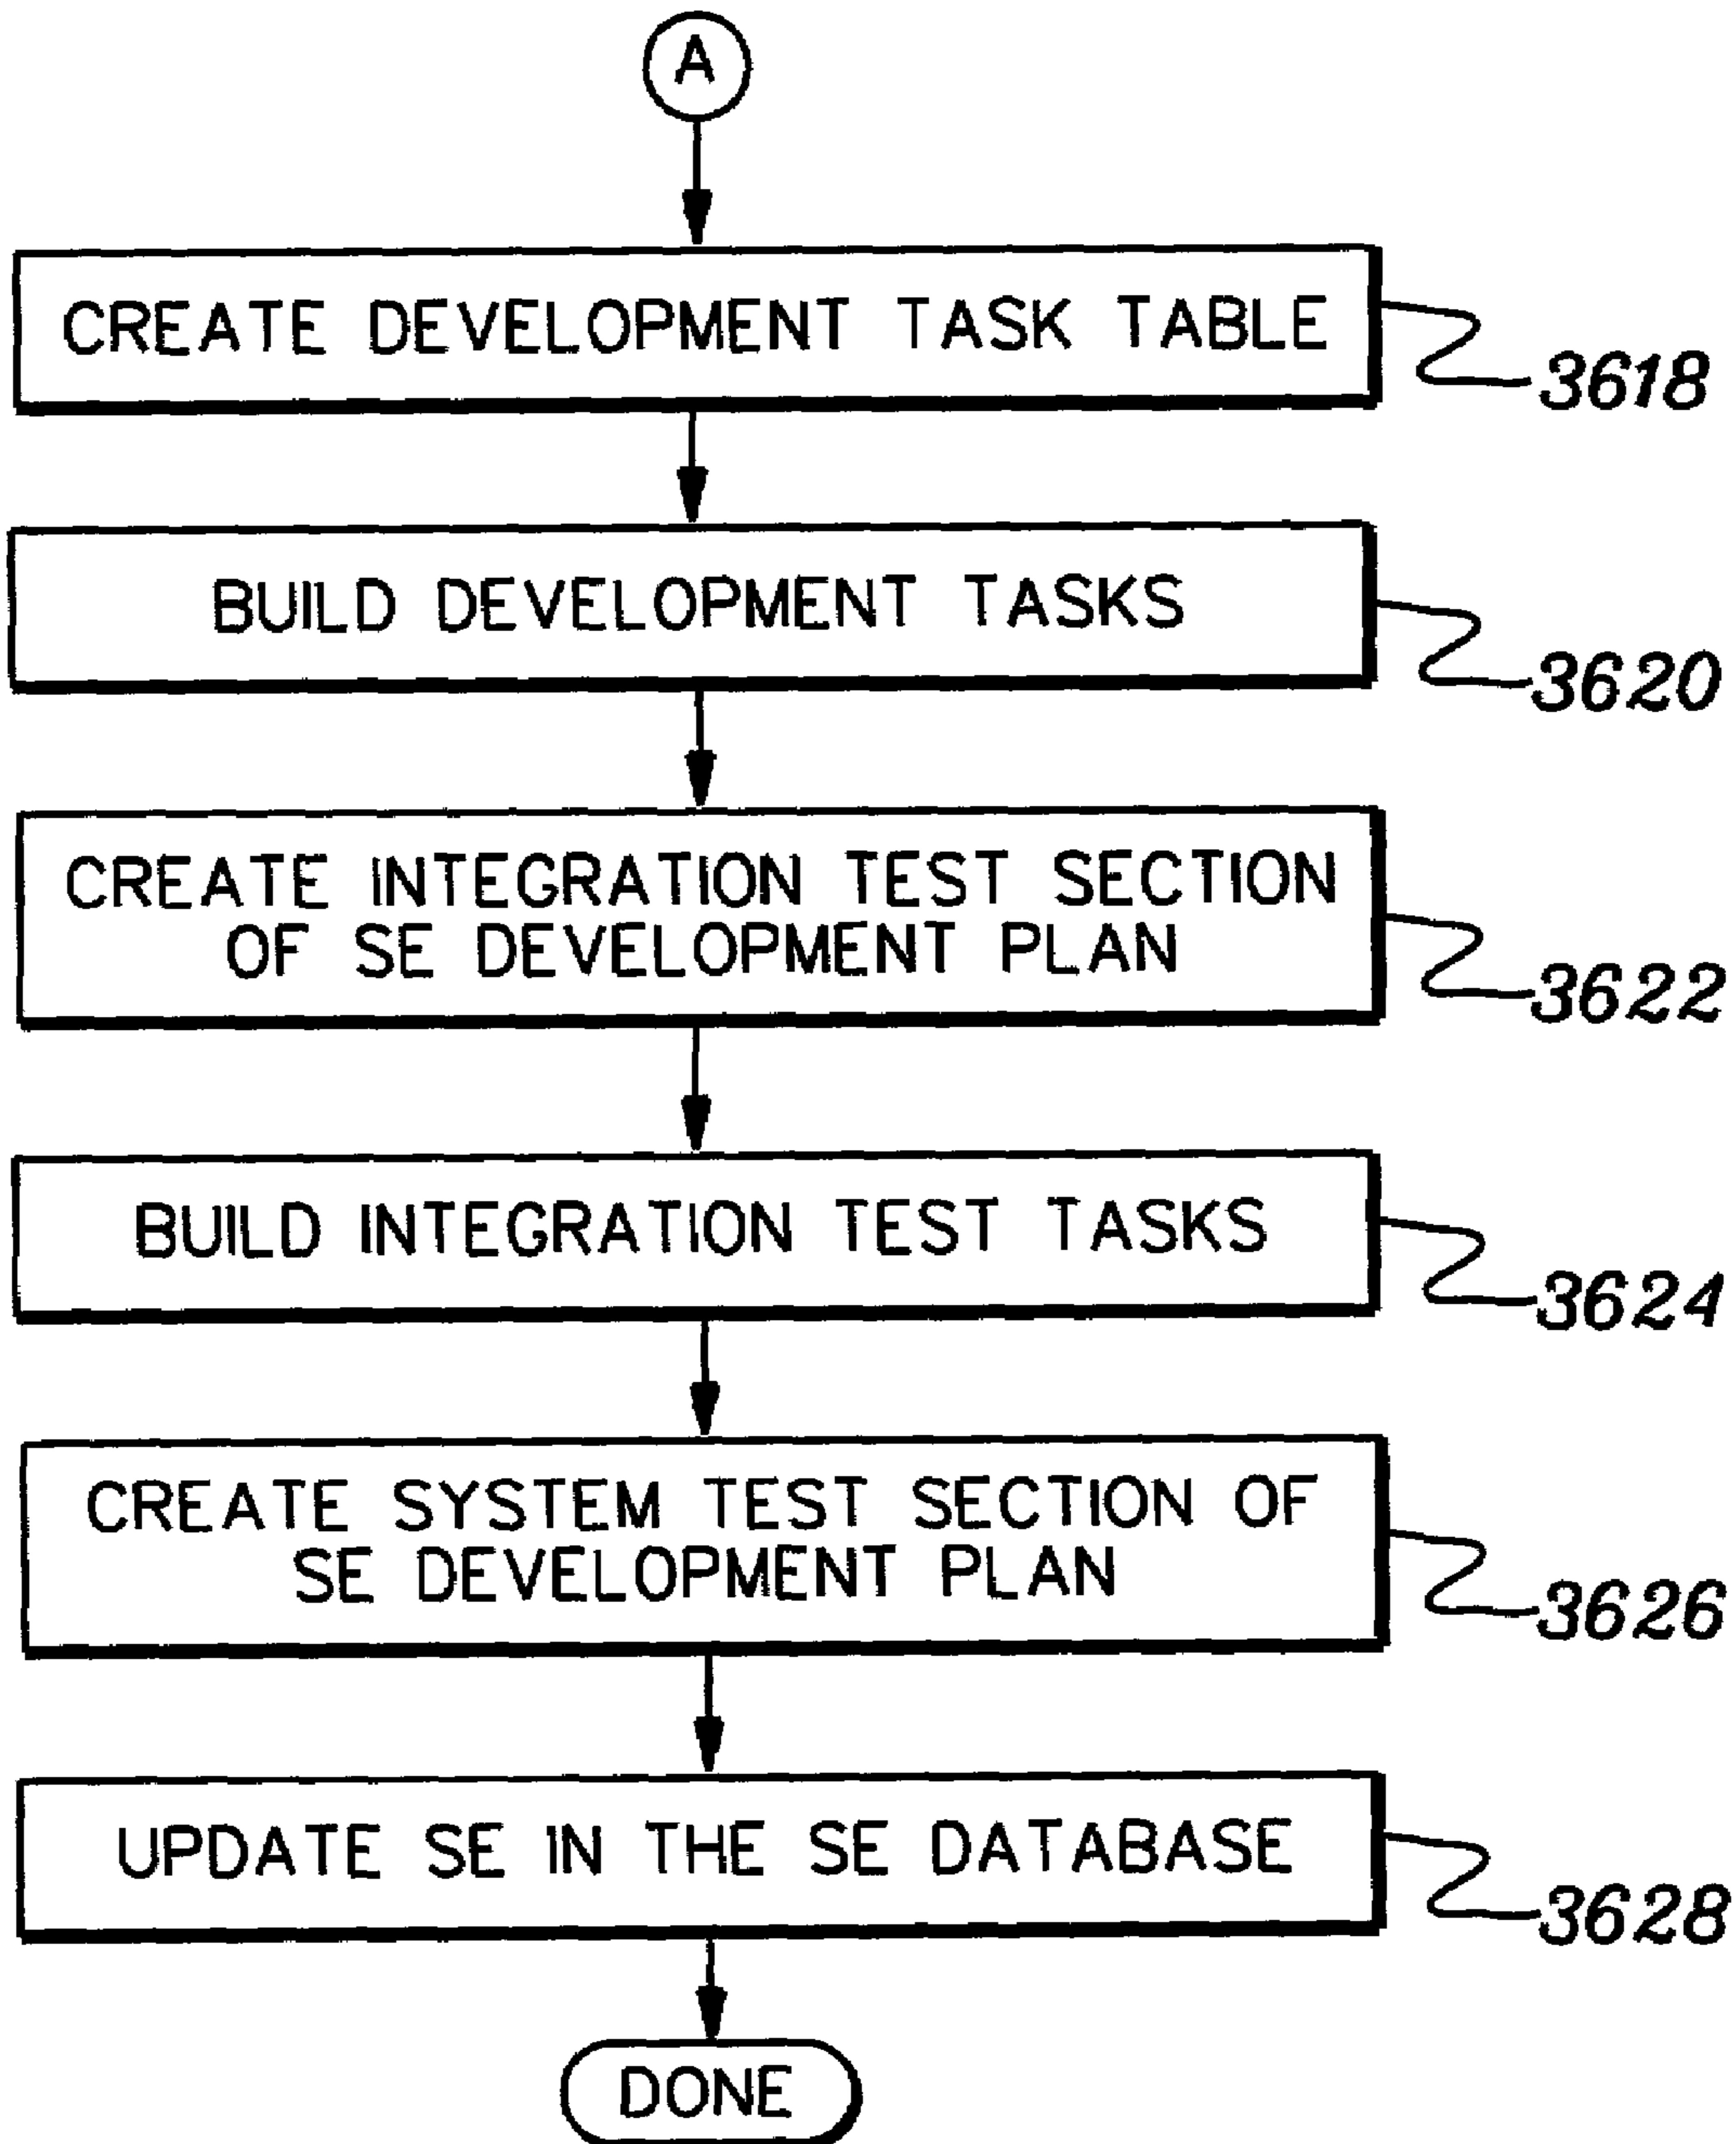 A
CREATE DEVELOPMENT TASK TABLE
3618
BUILD DEVELOPMENT TASKS
3620
CREATE INTEGRATION TEST SECTION
OF SE DEVELOPMENT PLAN
3622
BUILD INTEGRATION TEST TASKS
3624
CREATE SYSTEM TEST SECTION OF
SE DEVELOPMENT PLAN
3626
UPDATE SE IN THE SE DATABASE
3628
DONE